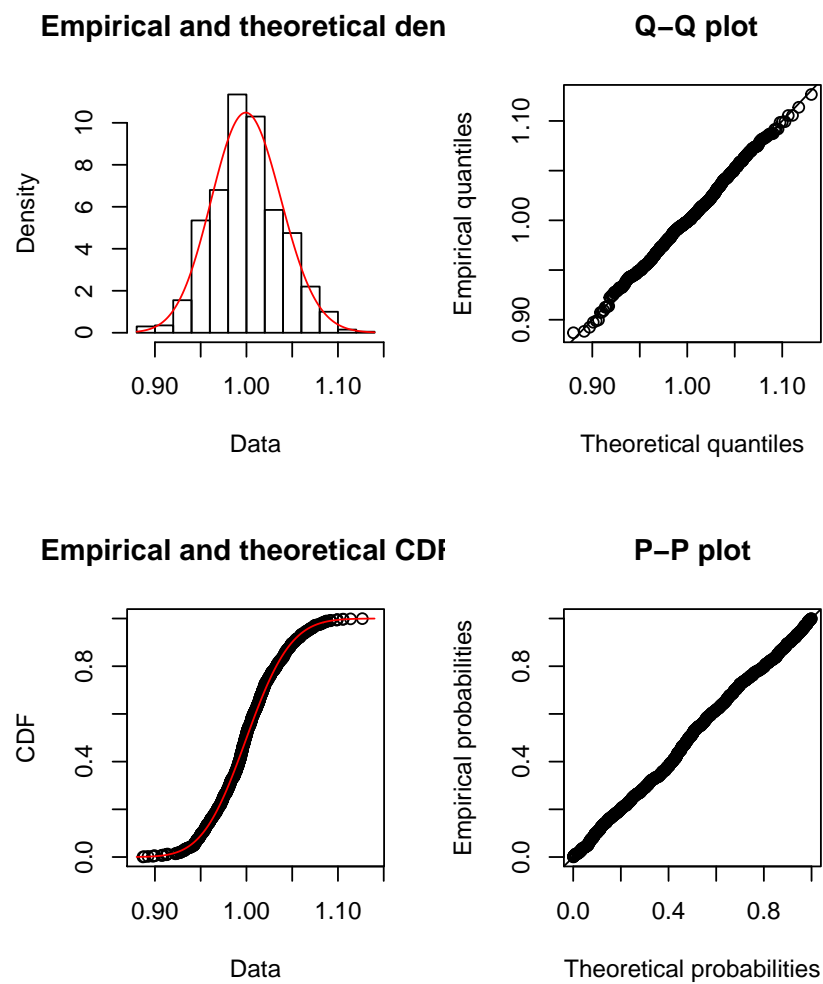 Empirical and theoretical den
Density
0 2 4 6 8 10
0.90 1.00 1.10
Data
Q−Q plot
Empirical quantiles
0.90 1.00 1.10
0.90 1.00 1.10
Theoretical quantiles
Empirical and theoretical CDF
CDF
0.0 0.4 0.8
0.90 1.00 1.10
Data
P−P plot
Empirical probabilities
0.0 0.4 0.8
0.0 0.4 0.8
Theoretical probabilities